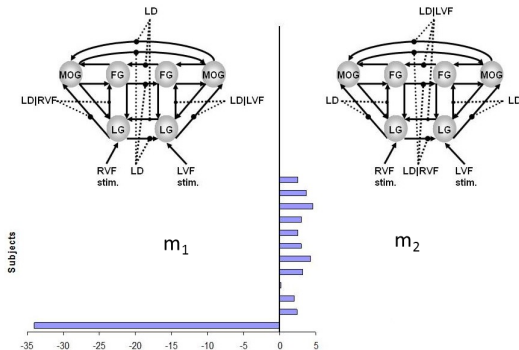 LD
LD|LVF
MOG FG FG MOG
MOG FG FG MOG
LD|RVF
LD|LVF
LD
LD
LG LG
LG LG
RVF stim.
LD
LVF stim.
RVF stim.
LD|RVF
LVF stim.
m1
m2
Subjects
-35 -30 -25 -20 -15 -10 -5 0 5